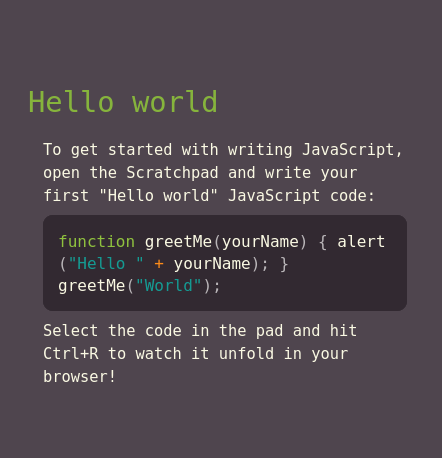 Hello world
To get started with writing JavaScript,
open the Scratchpad and write your
first "Hello world" JavaScript code:
function greetMe(yourName) { alert
("Hello " + yourName); }
greetMe("World");
Select the code in the pad and hit
Ctrl+R to watch it unfold in your
browser!